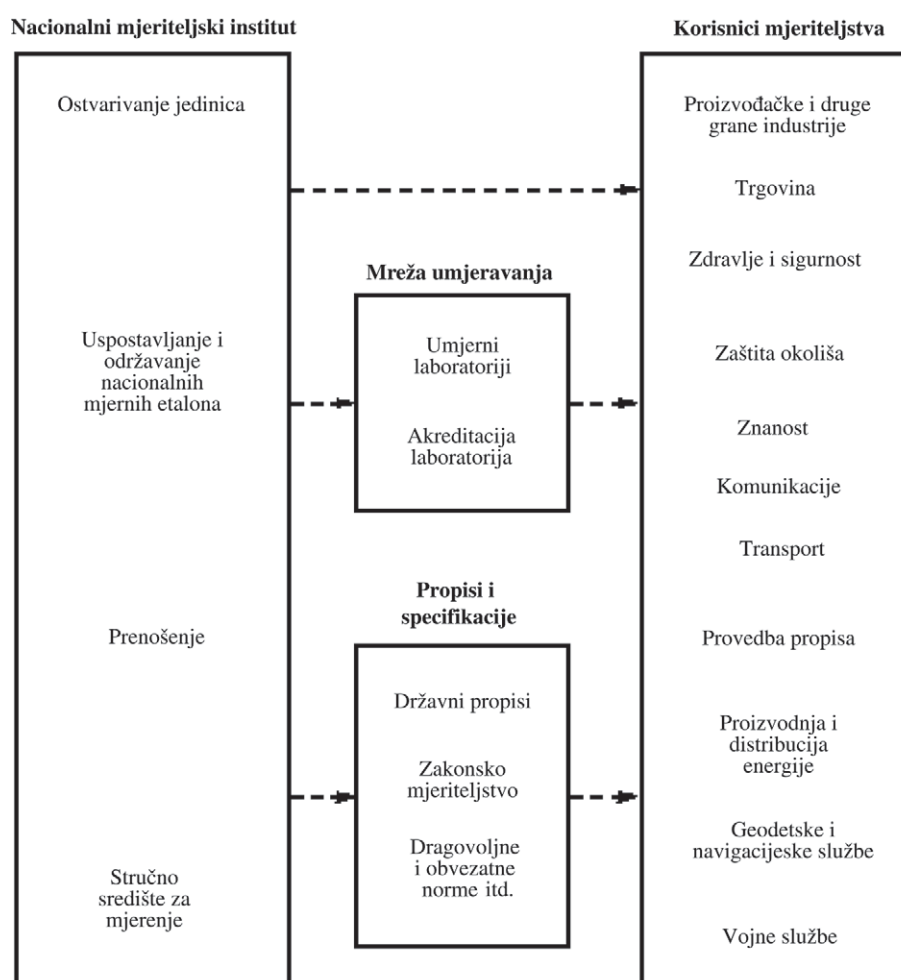 Nacionalni mjeriteljski institut
Ostvarivanje jedinica
Uspostavljanje i
održavanje
nacionalnih
mjernih etalona
Prenošenje
Stručno
središte za
mjerenje
Mreža umjeravanja
Umjerni
laboratoriji
Akreditacija
laboratorija
Propisi i
specifikacije
Državni propisi
Zakonsko
mjeriteljstvo
Dragovoljne
i obvezatne
norme itd.
Korisnici mjeriteljstva
Proizvođačke i druge
grane industrije
Trgovina
Zdravlje i sigurnost
Zaštita okoliša
Znanost
Komunikacije
Transport
Provedba propisa
Proizvodnja i
distribucija
energije
Geodetske i
navigacijeske službe
Vojne službe